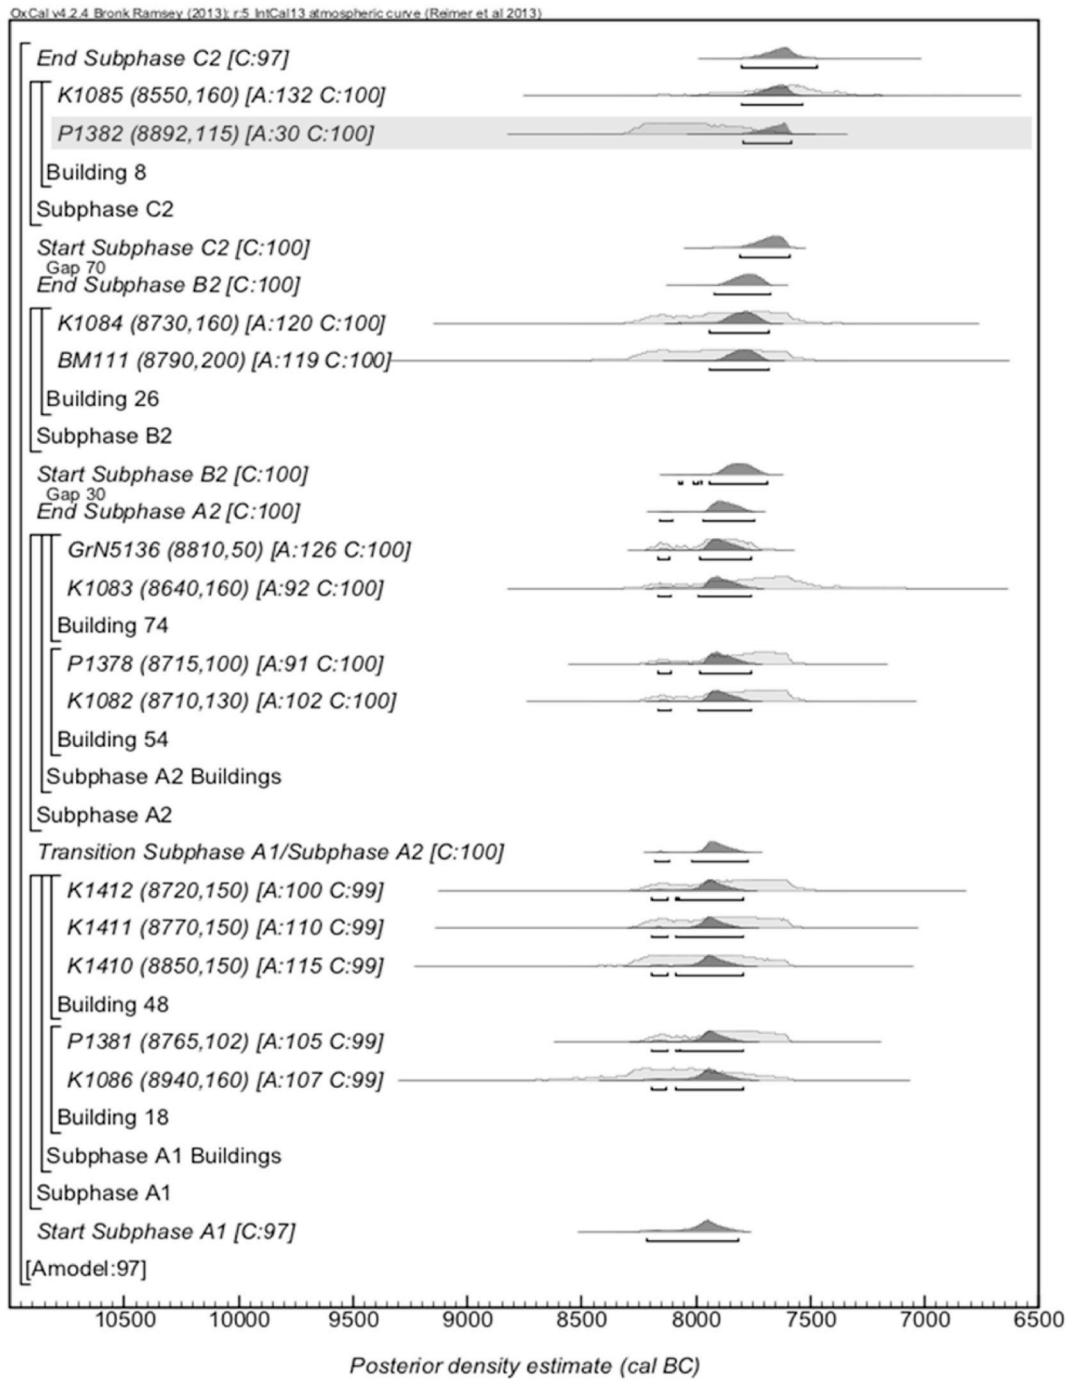 OxCal v4.2.4 Bronk Ramsey (2013); r:5 IntCal13 atmospheric curve (Reimer et al 2013)
End Subphase C2 [C:97]
K1085 (8550,160) [A:132 C:100]
P1382 (8892,115) [A:30 C:100]
Building 8
Subphase C2
Start Subphase C2 [C:100]
Gap 70
End Subphase B2 [C:100]
K1084 (8730,160) [A:120 C:100]
BM111 (8790,200) [A:119 C:100]
Building 26
Subphase B2
Start Subphase B2 [C:100]
Gap 30
End Subphase A2 [C:100]
GrN5136 (8810,50) [A:126 C:100]
K1083 (8640,160) [A:92 C:100]
Building 74
P1378 (8715,100) [A:91 C:100]
K1082 (8710,130) [A:102 C:100]
Building 54
Subphase A2 Buildings
Subphase A2
Transition Subphase A1/Subphase A2 [C:100]
K1412 (8720,150) [A:100 C:99]
K1411 (8770,150) [A:110 C:99]
K1410 (8850,150) [A:115 C:99]
Building 48
P1381 (8765,102) [A:105 C:99]
K1086 (8940,160) [A:107 C:99]
Building 18
Subphase A1 Buildings
Subphase A1
Start Subphase A1 [C:97]
[Amodel:97]
10500 10000 9500 9000 8500 8000 7500 7000 6500
Posterior density estimate (cal BC)